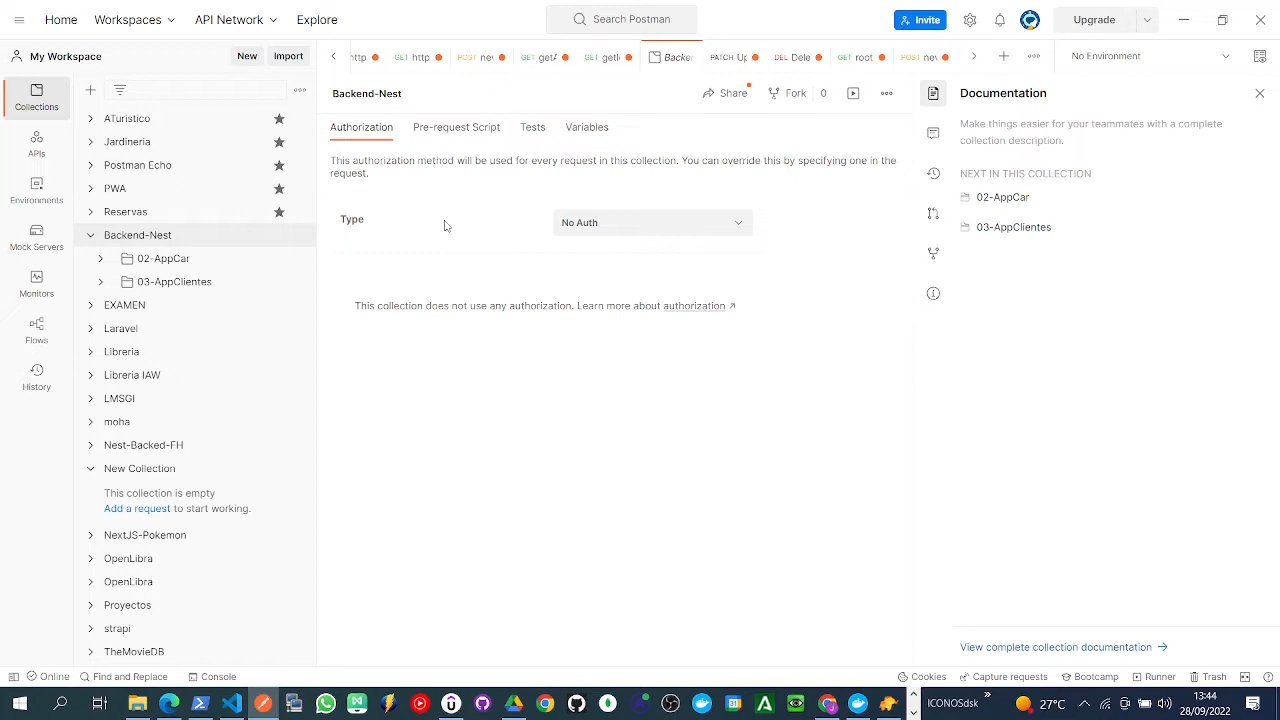 Home Workspaces API Network Explore
Search Postman
Invite Upgrade
My Workspace New Import
http GET http POST nev GET getA GET getIo Backer PATCH Up DEL Dele GET root POST nev No Environment
Collections
APIs
Environments
Mock Servers
Monitors
Flows
History
ATuristico
Jardineria
Postman Echo
PWA
Reservas
Backend-Nest
02-AppCar
03-AppClientes
EXAMEN
Laravel
Libreria
Libreria IAW
LMSGI
moha
Nest-Backed-FH
New Collection
This collection is empty
Add a request to start working.
NextJS-Pokemon
OpenLibra
OpenLibra
Proyectos
strapi
TheMovieDB
Backend-Nest Share Fork 0
Authorization Pre-request Script Tests Variables
This authorization method will be used for every request in this collection. You can override this by specifying one in the
request.
Type No Auth
This collection does not use any authorization. Learn more about authorization ↗
Documentation
Make things easier for your teammates with a complete
collection description.
NEXT IN THIS COLLECTION
02-AppCar
03-AppClientes
View complete collection documentation →
Online Find and Replace Console Cookies Capture requests Bootcamp Runner Trash
ICONOSdsk 27°C 13:44
28/09/2022